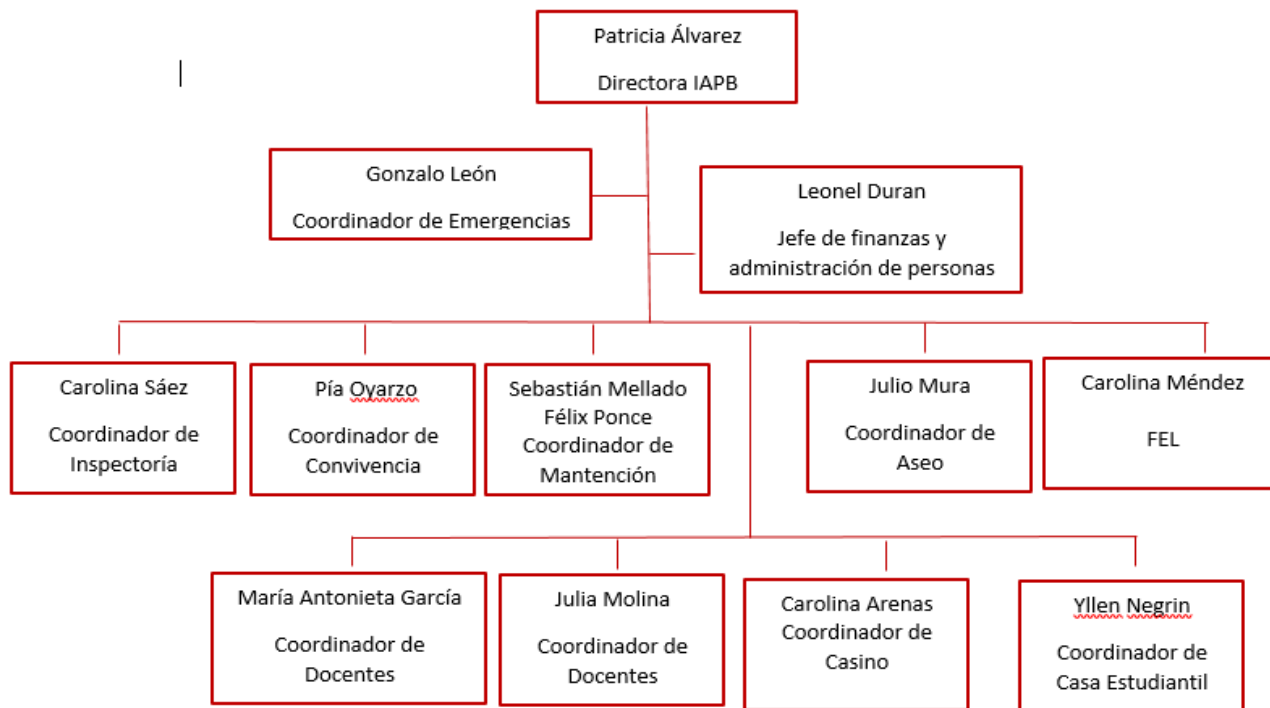 Patricia Álvarez
Directora IAPB
Gonzalo León
Coordinador de Emergencias
Leonel Duran
Jefe de finanzas y
administración de personas
Carolina Sáez
Coordinador de
Inspectoría
Pía Oyarzo
Coordinador de
Convivencia
Sebastián Mellado
Félix Ponce
Coordinador de
Mantención
Julio Mura
Coordinador de
Aseo
Carolina Méndez
FEL
María Antonieta García
Coordinador de
Docentes
Julia Molina
Coordinador de
Docentes
Carolina Arenas
Coordinador de
Casino
Yllen Negrin
Coordinador de
Casa Estudiantil